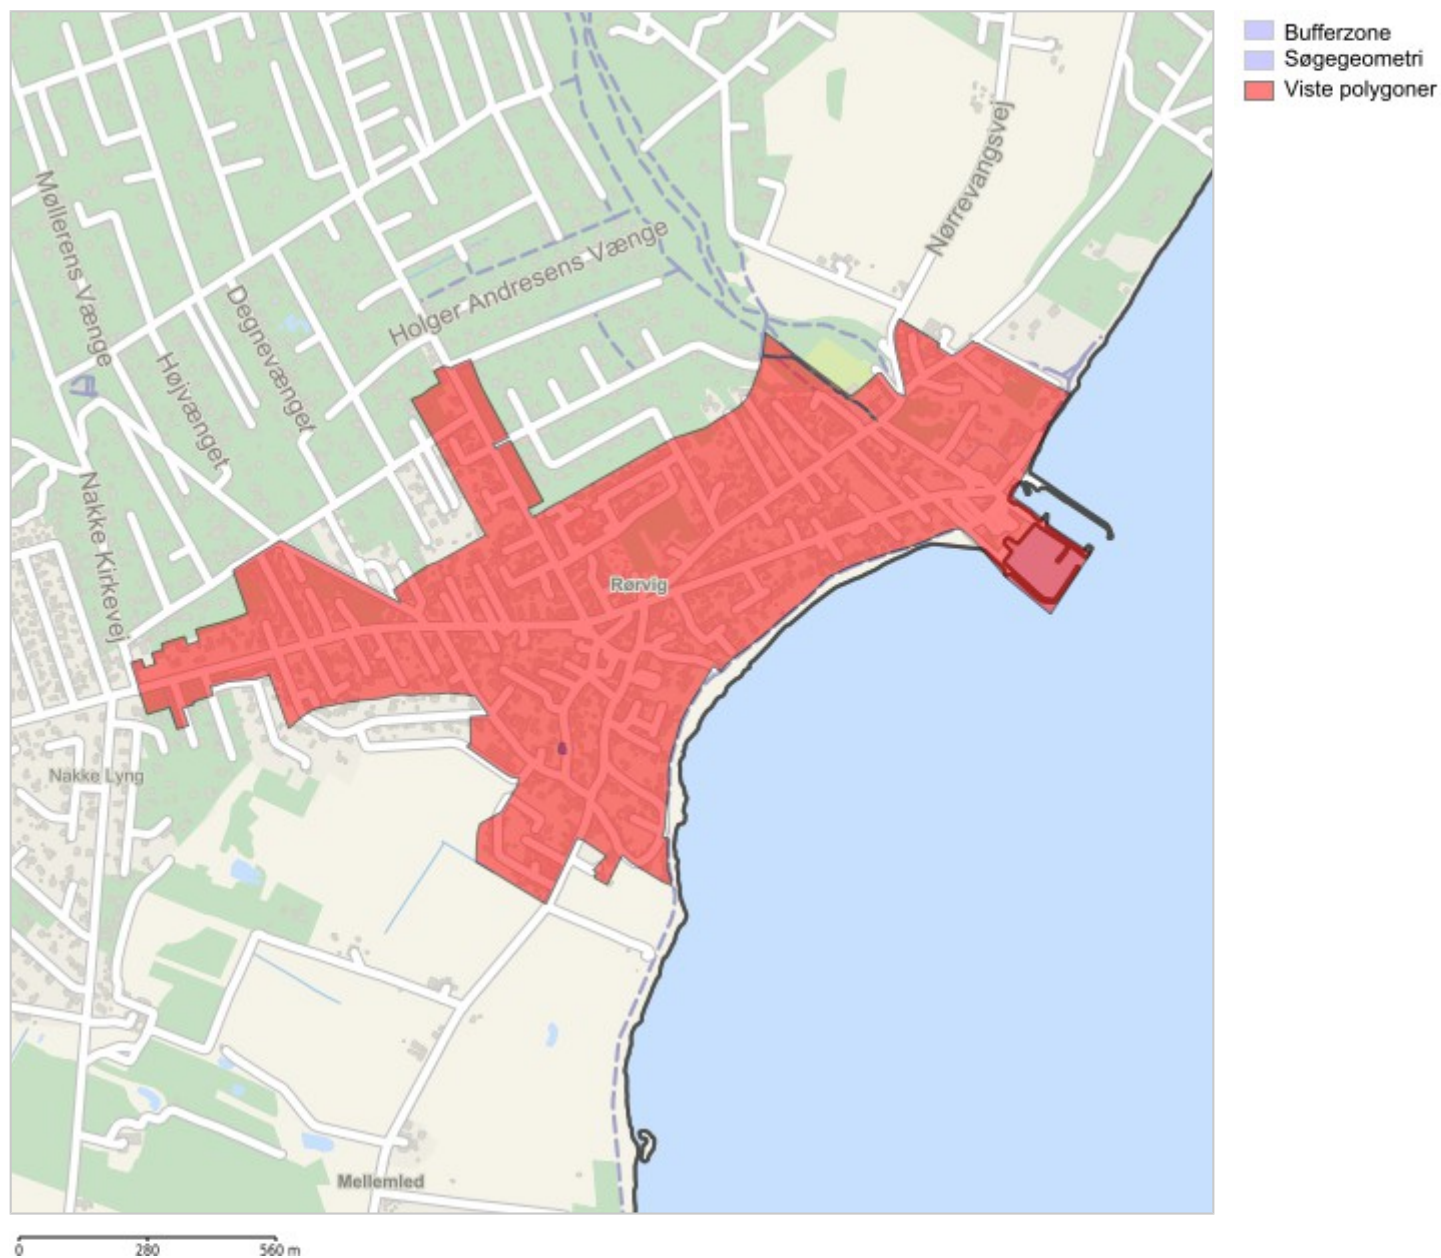 Bufferzone
Søgegeometri
Viste polygoner
Nørrevangsvej
Møllerens Vænge
Holger Andresens Vænge
Degnevænget
Højvænget
Nakke Kirkevej
Rørvig
Nakke Lyng
Mellemled
0 280 560 m